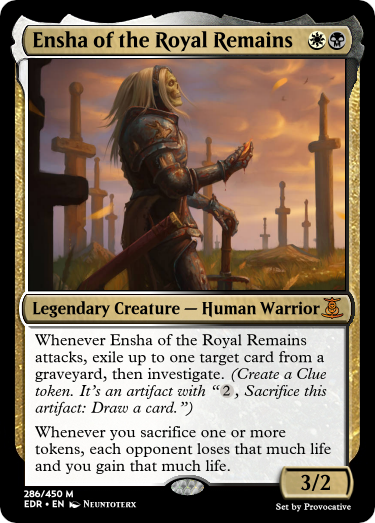 Ensha of the Royal Remains
Legendary Creature — Human Warrior
Whenever Ensha of the Royal Remains
attacks, exile up to one target card from a
graveyard, then investigate. (Create a Clue
token. It's an artifact with “2, Sacrifice this
artifact: Draw a card.”)
Whenever you sacrifice one or more
tokens, each opponent loses that much life
and you gain that much life.
3/2
286/450 M
EDR • EN Neuntoterx
Set by Provocative